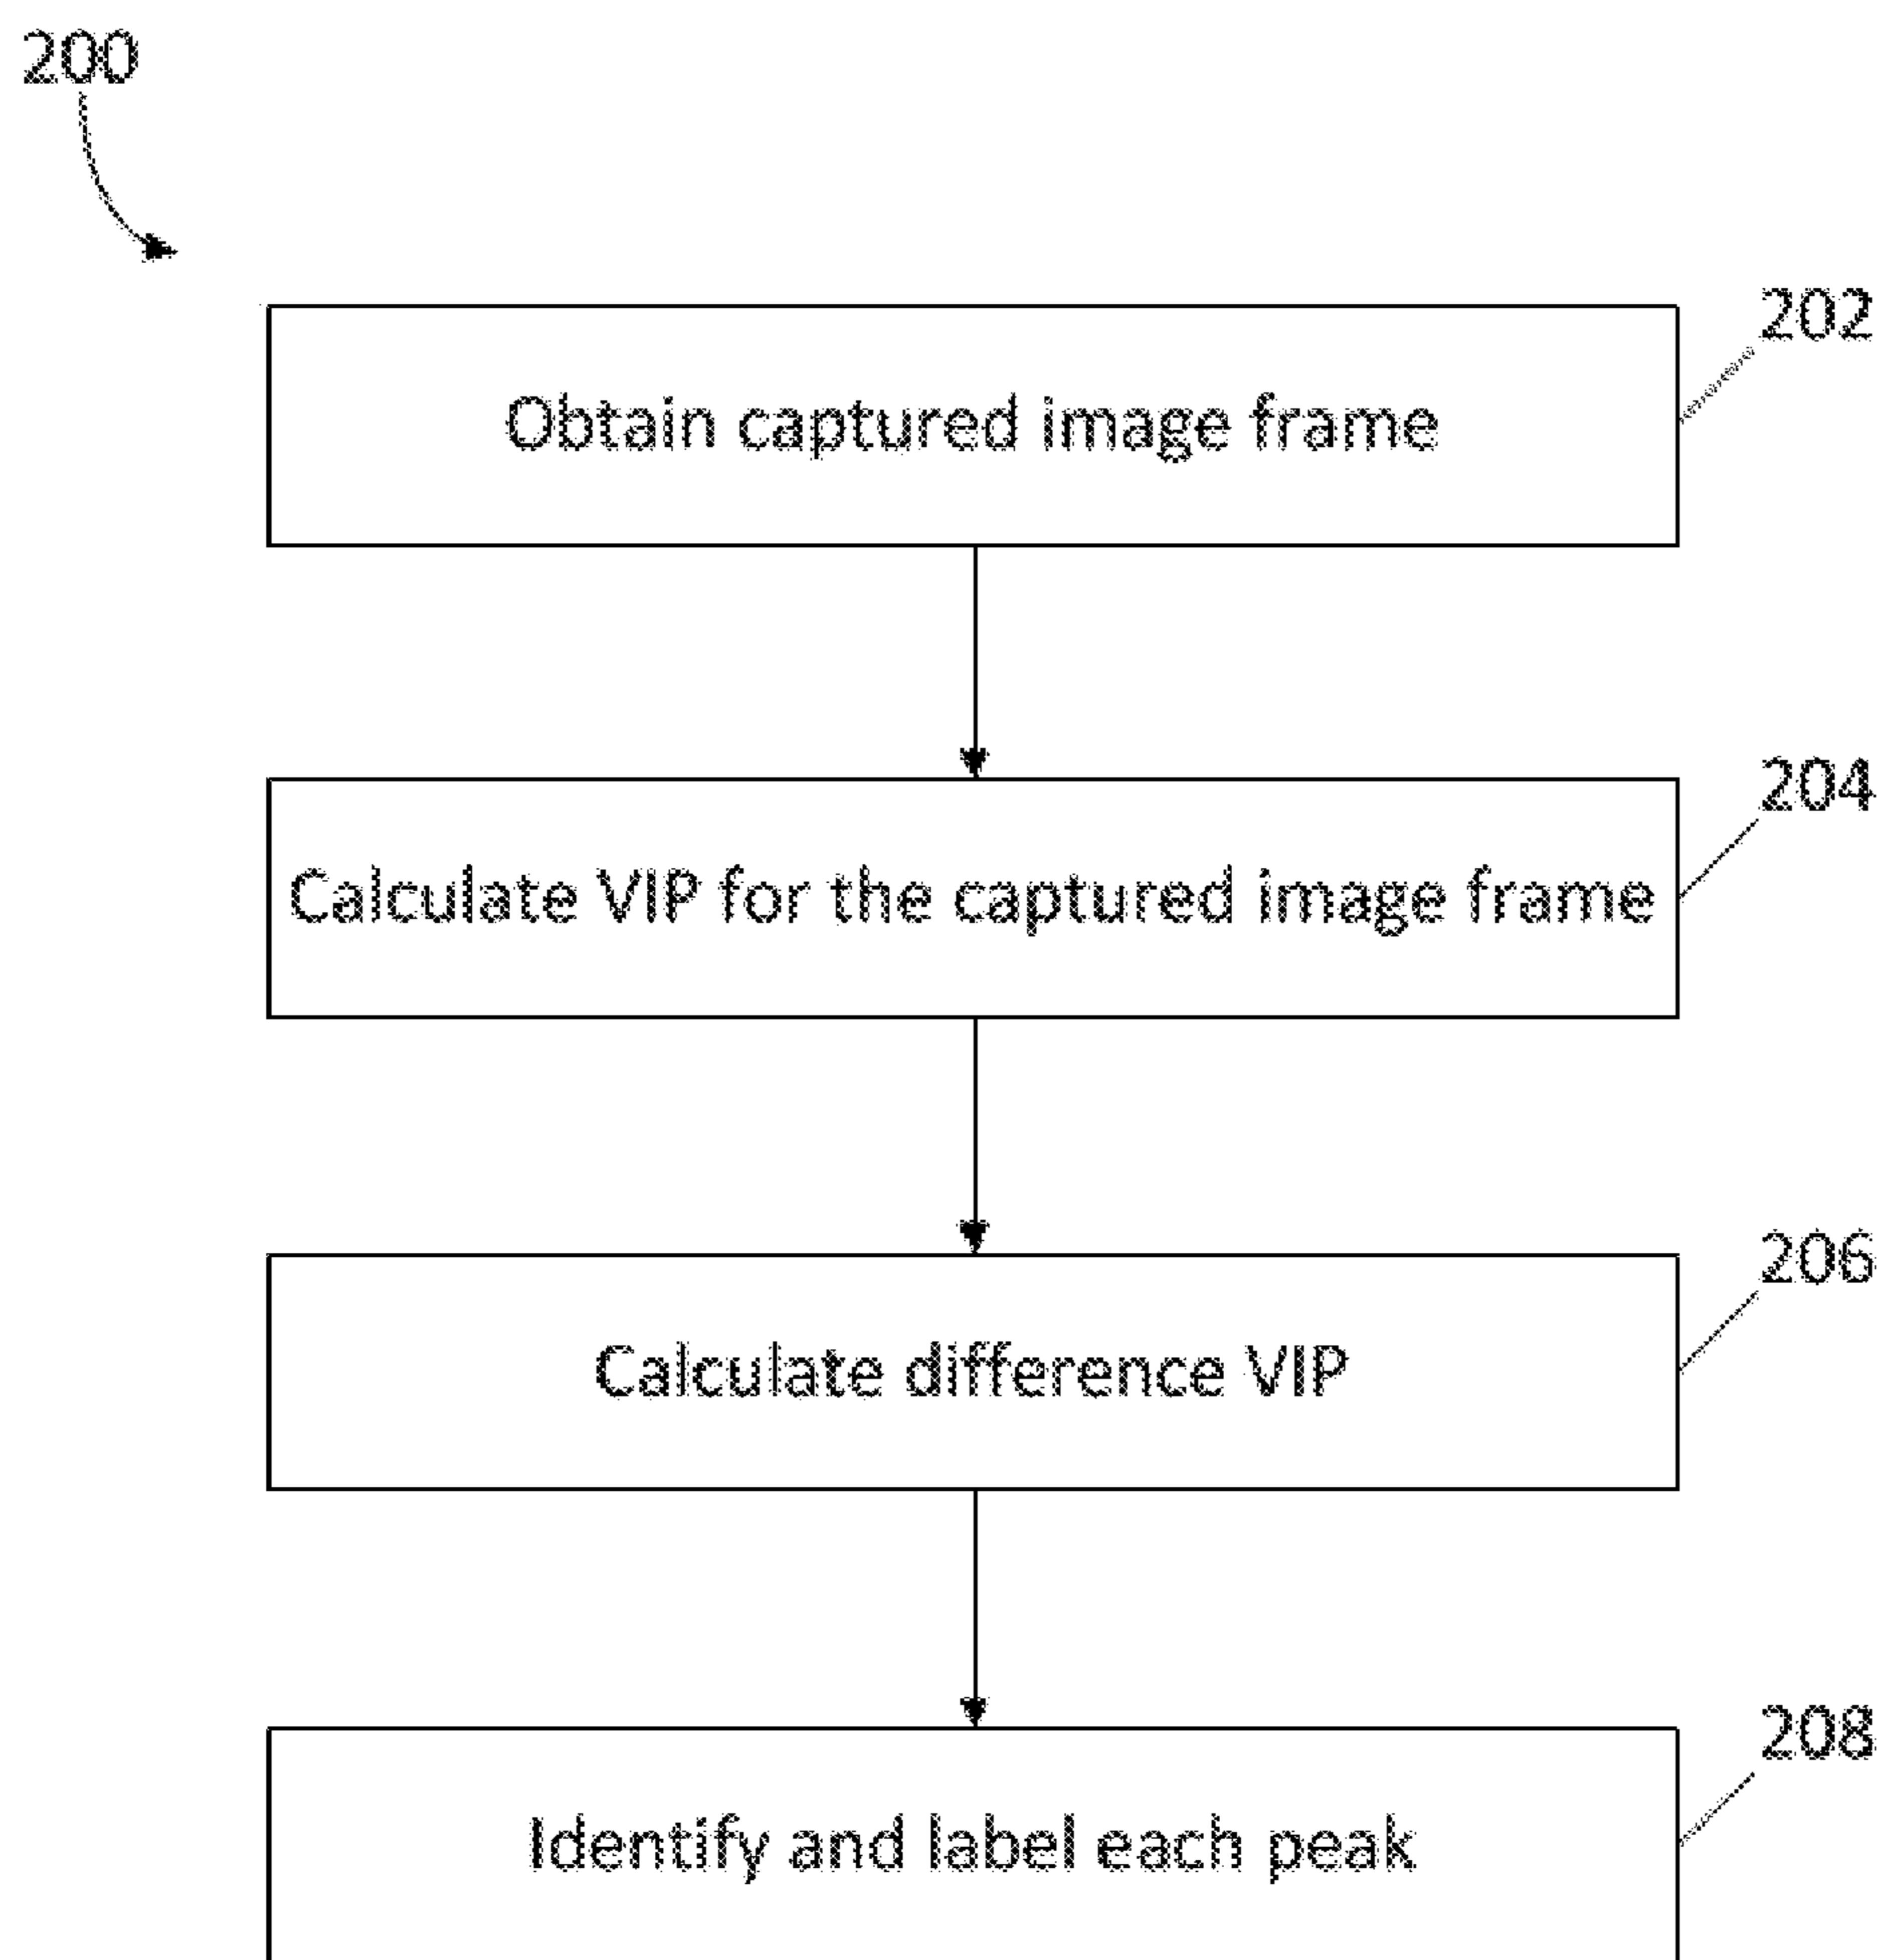 200
202
Obtain captured image frame
204
Calculate VIP for the captured image frame
206
Calculate difference VIP
208
Identify and label each peak